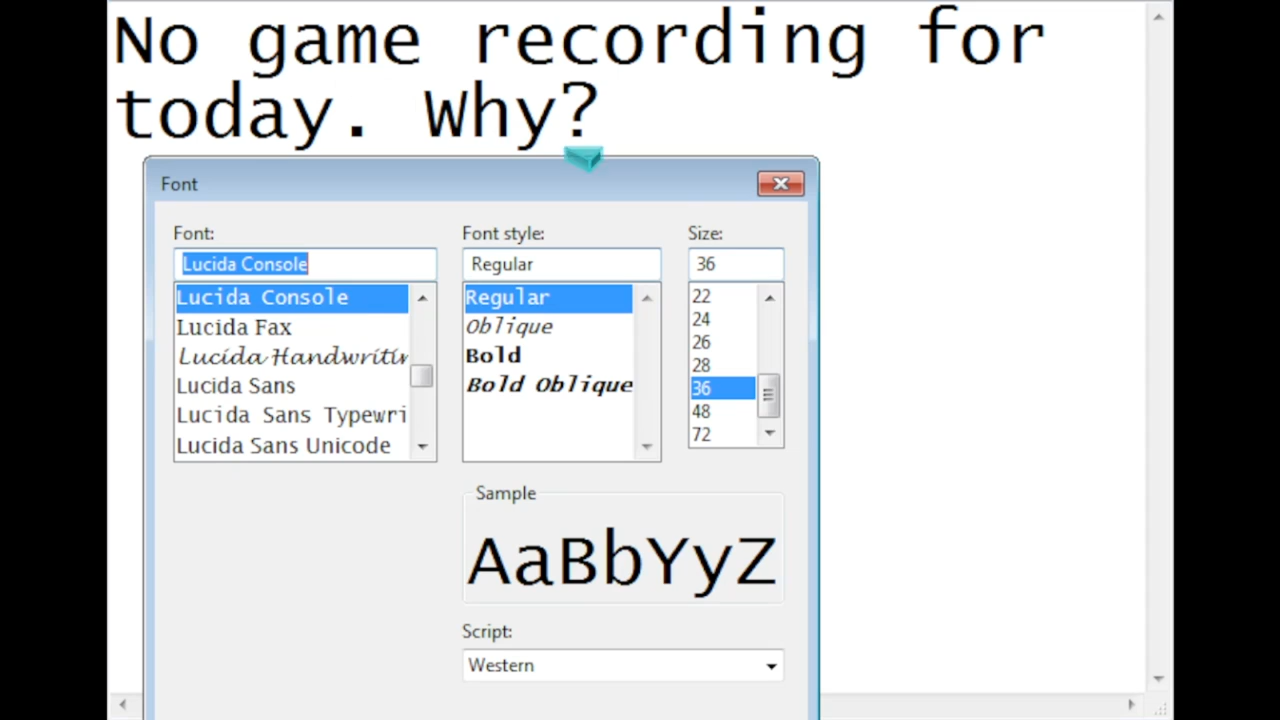 No game recording for
today. Why?
Font
Font:
Font style:
Size:
Lucida Console
Regular
36
Lucida Console
Regular
22
Lucida Fax
Oblique
24
Lucida Handwritin
Bold
26
Lucida Sans
Bold Oblique
28
Lucida Sans Typewri
36
Lucida Sans Unicode
48
72
Sample
AaBbYyZ
Script:
Western